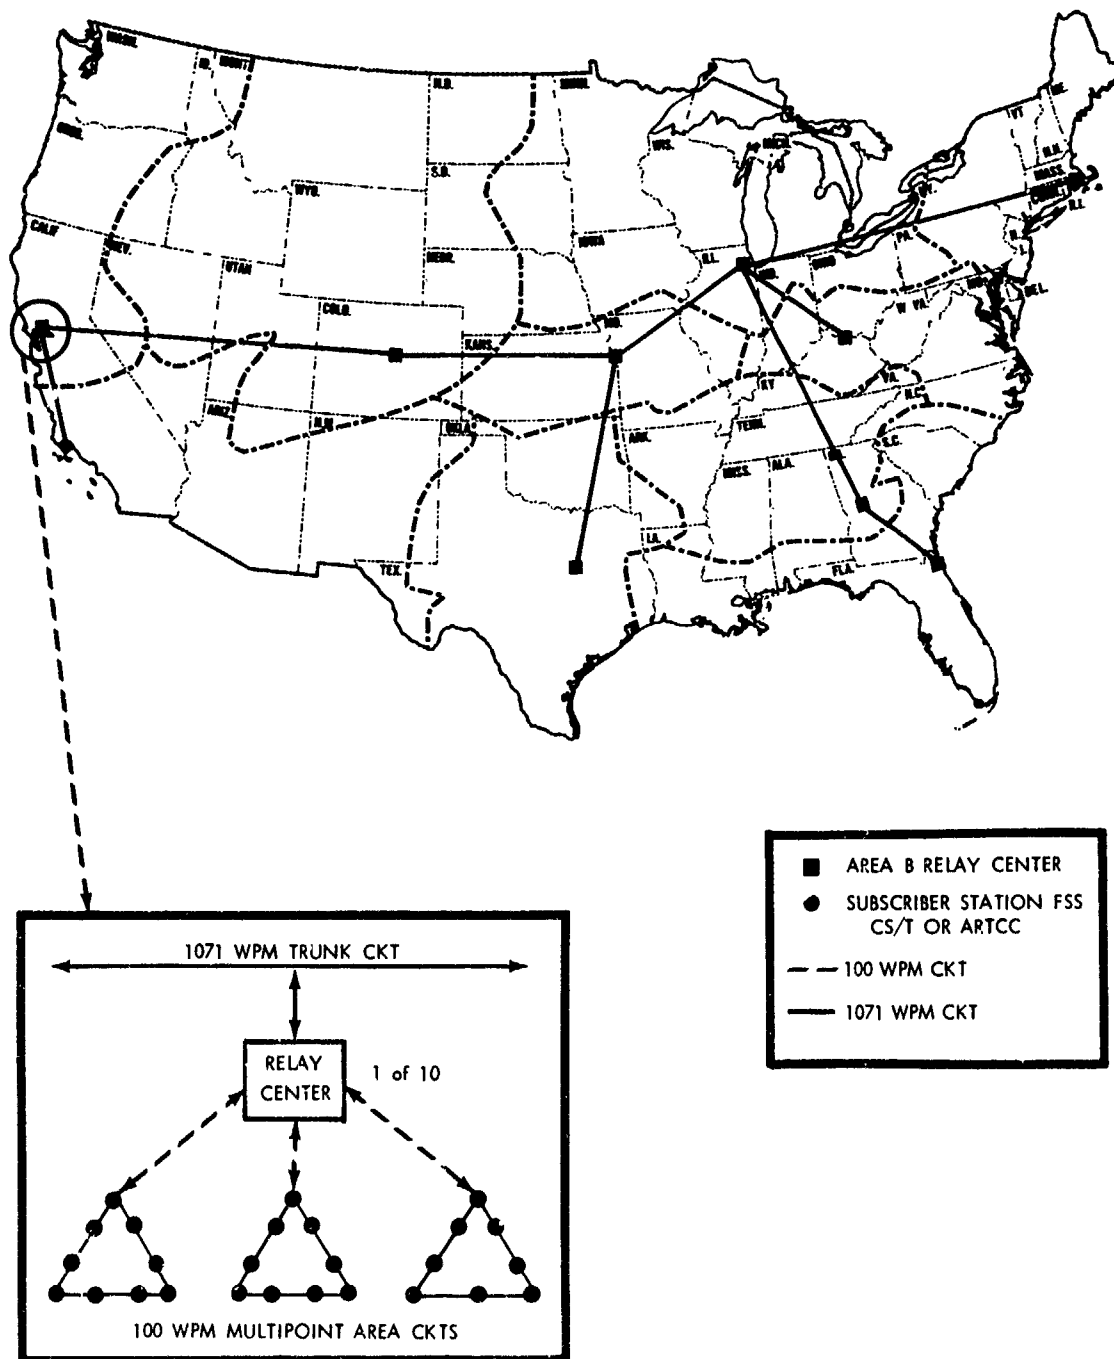 WASH.
ID.
MONT.
N.D.
MINN.
ME.
VT
OREG.
WIS.
MICH.
N.H.
S.D.
MASS.
CONN.
R.I.
N.Y.
WYO.
CALIF
NEV.
IOWA
NEBR.
UTAH
ILL.
IND.
OHIO
PA.
N. J.
MD.
DEL.
W VA.
COLO.
MO.
KANS.
KY
VA.
N.C.
ARIZ
N.M.
OKLA.
ARK.
TENN.
S.C.
MISS.
ALA.
LA.
TEX.
FLA.
AREA B RELAY CENTER
SUBSCRIBER STATION FSS
CS/T OR ARTCC
100 WPM CKT
1071 WPM CKT
1071 WPM TRUNK CKT
RELAY
CENTER
1 of 10
100 WPM MULTIPOINT AREA CKTS